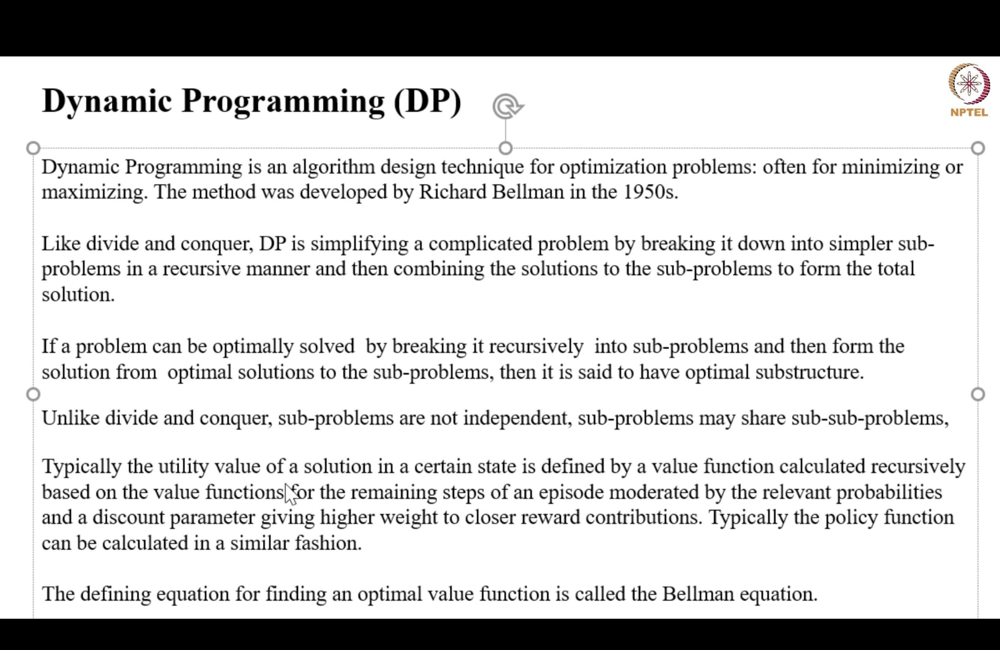 Dynamic Programming (DP)
NPTEL
Dynamic Programming is an algorithm design technique for optimization problems: often for minimizing or
maximizing. The method was developed by Richard Bellman in the 1950s.
Like divide and conquer, DP is simplifying a complicated problem by breaking it down into simpler sub-
problems in a recursive manner and then combining the solutions to the sub-problems to form the total
solution.
If a problem can be optimally solved  by breaking it recursively  into sub-problems and then form the
solution from  optimal solutions to the sub-problems, then it is said to have optimal substructure.
Unlike divide and conquer, sub-problems are not independent, sub-problems may share sub-sub-problems,
Typically the utility value of a solution in a certain state is defined by a value function calculated recursively
based on the value functions for the remaining steps of an episode moderated by the relevant probabilities
and a discount parameter giving higher weight to closer reward contributions. Typically the policy function
can be calculated in a similar fashion.
The defining equation for finding an optimal value function is called the Bellman equation.